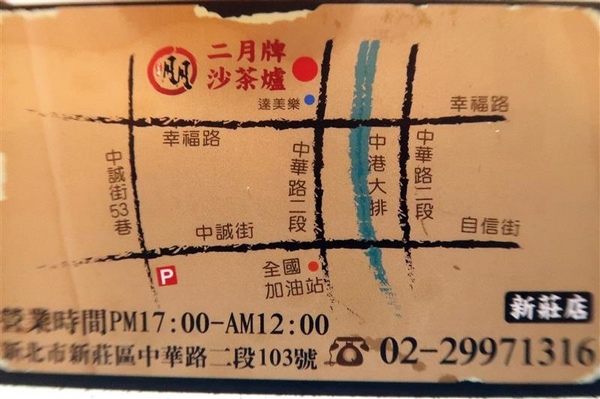 二月牌
沙茶爐
達美樂
幸福路
幸福路
中誠街53巷
中華路二段
中港大排
中華路二段
中誠街
自信街
P
全國
加油站
新莊店
營業時間PM17:00-AM12:00
新北市新莊區中華路二段103號 ☎ 02-29971316